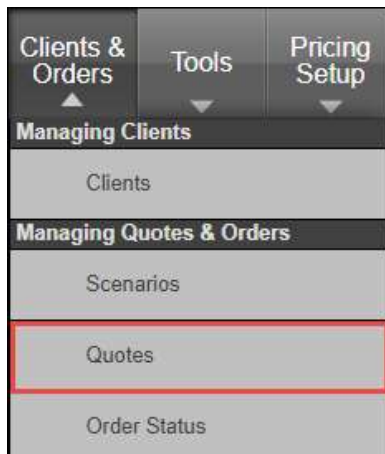 Clients &
Orders
Tools
Pricing
Setup
Managing Clients
Clients
Managing Quotes & Orders
Scenarios
Quotes
Order Status